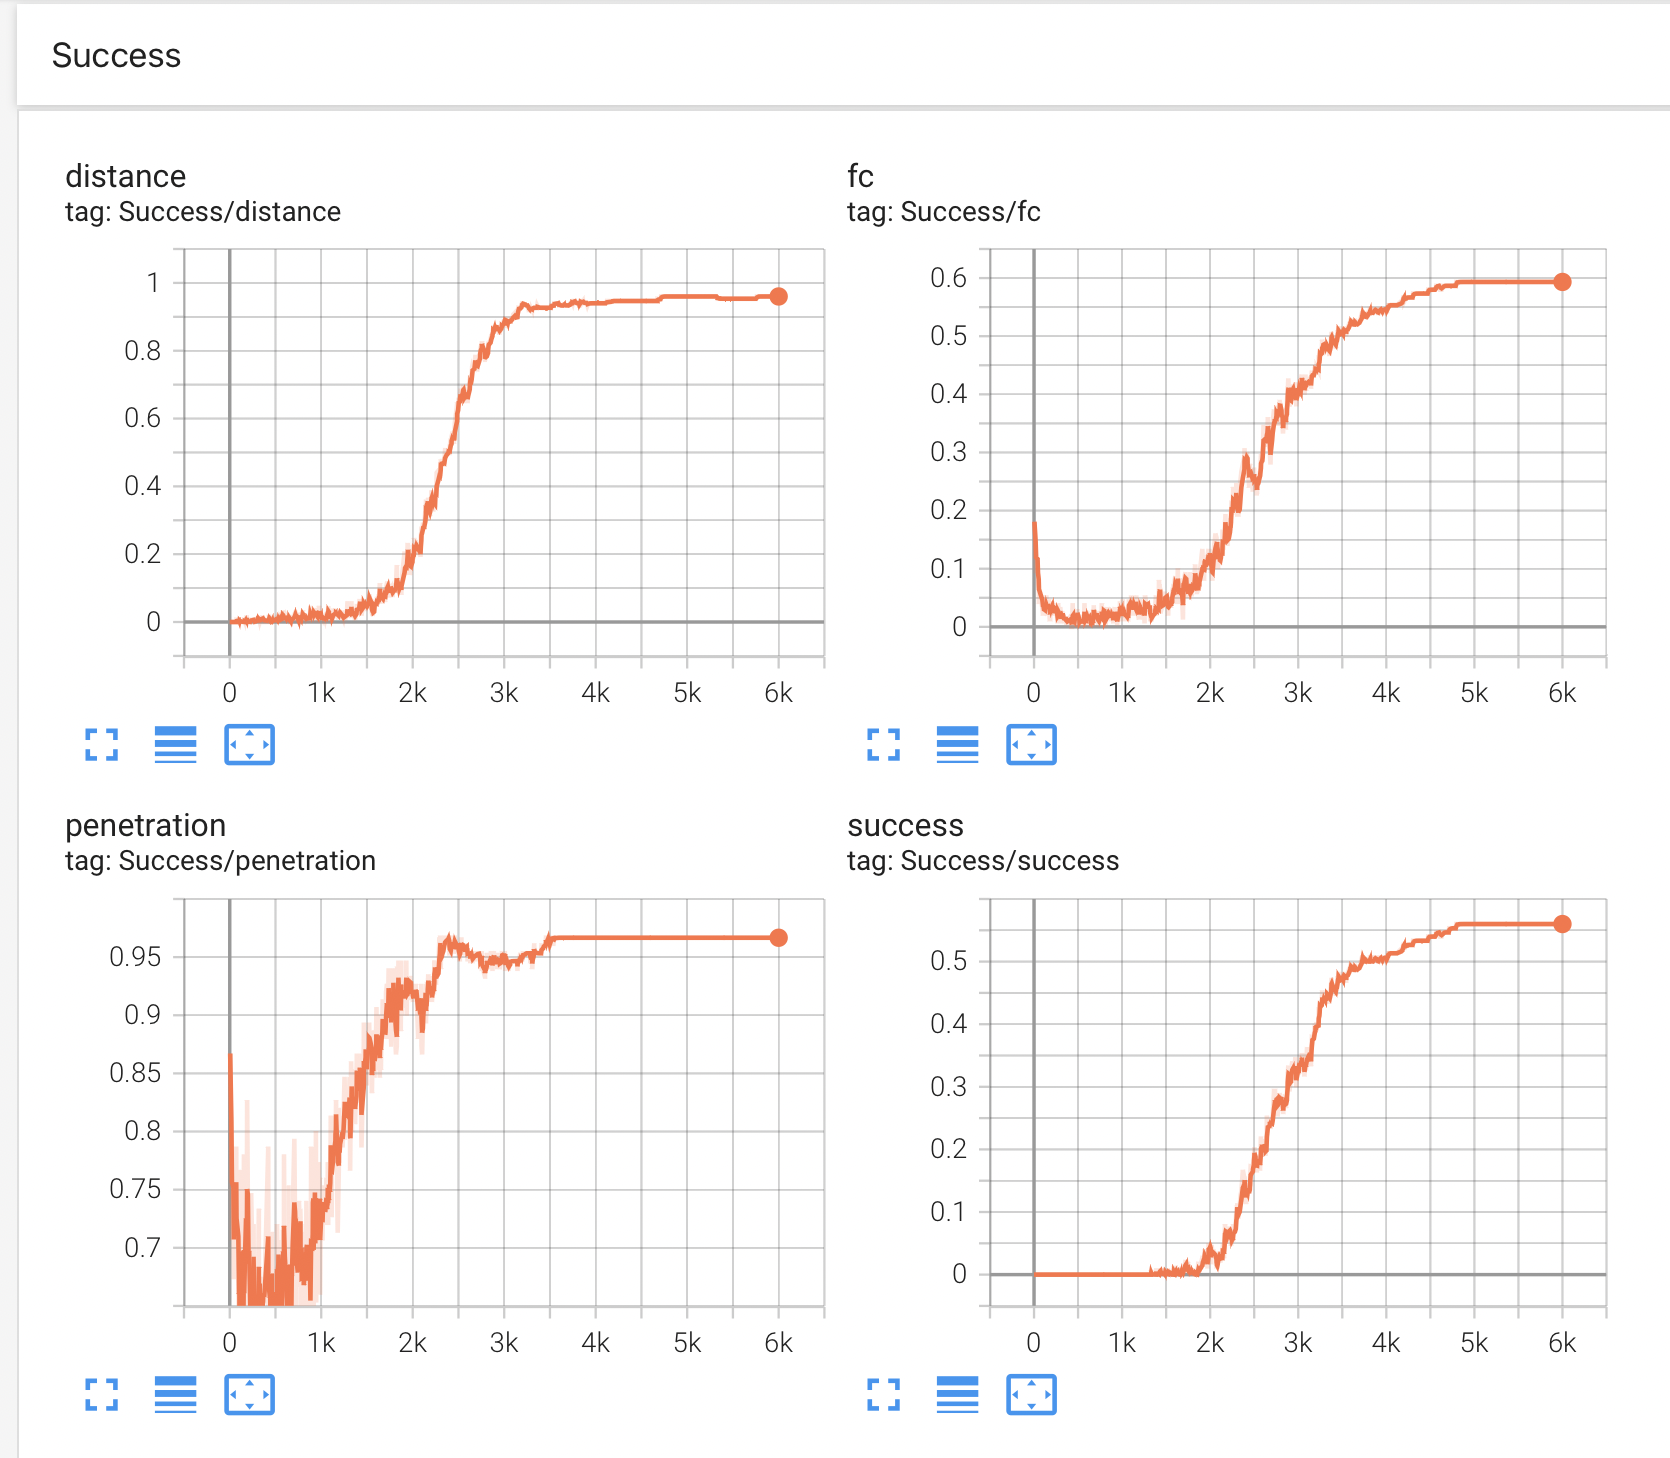 Success
distance
tag: Success/distance
1
0.8
0.6
0.4
0.2
0
0 1k 2k 3k 4k 5k 6k
fc
tag: Success/fc
0.6
0.5
0.4
0.3
0.2
0.1
0
0 1k 2k 3k 4k 5k 6k
penetration
tag: Success/penetration
0.95
0.9
0.85
0.8
0.75
0.7
0 1k 2k 3k 4k 5k 6k
success
tag: Success/success
0.5
0.4
0.3
0.2
0.1
0
0 1k 2k 3k 4k 5k 6k